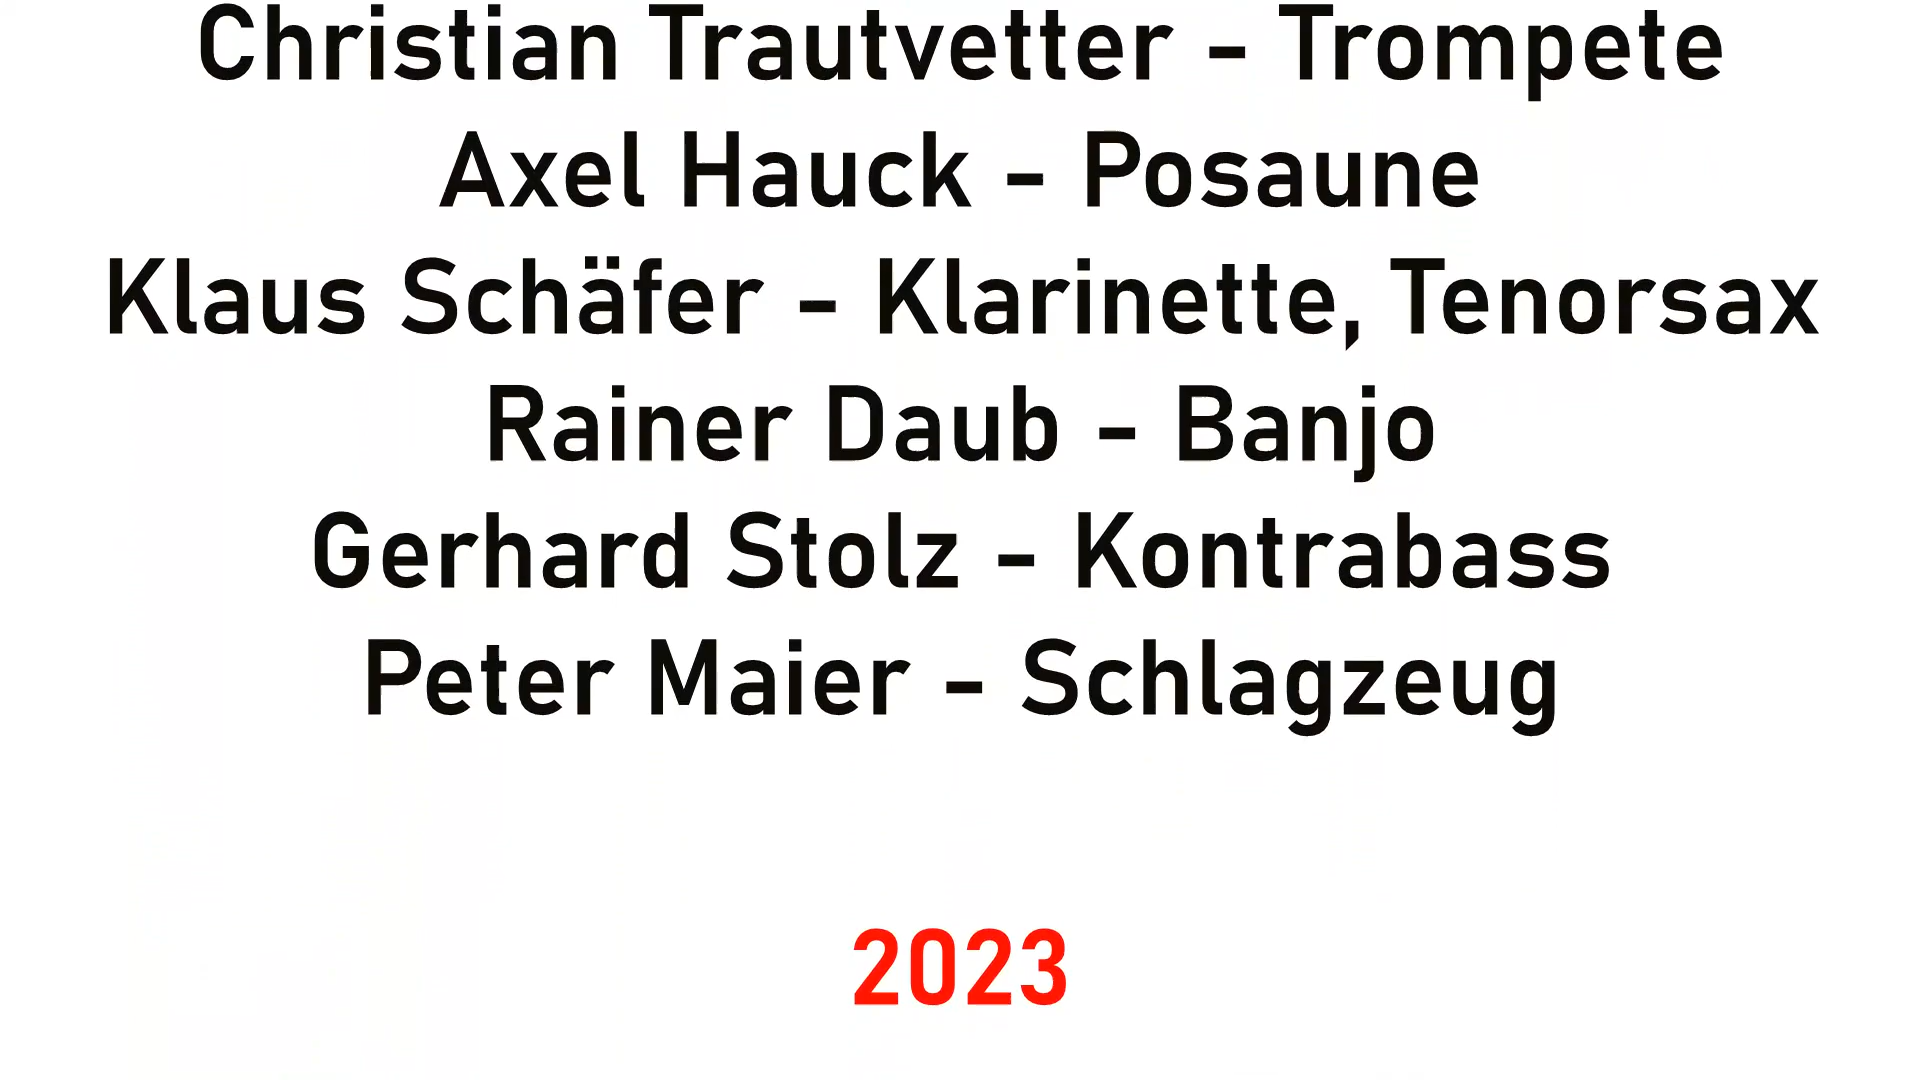 Christian Trautvetter - Trompete
Axel Hauck - Posaune
Klaus Schäfer - Klarinette, Tenorsax
Rainer Daub - Banjo
Gerhard Stolz - Kontrabass
Peter Maier - Schlagzeug
2023